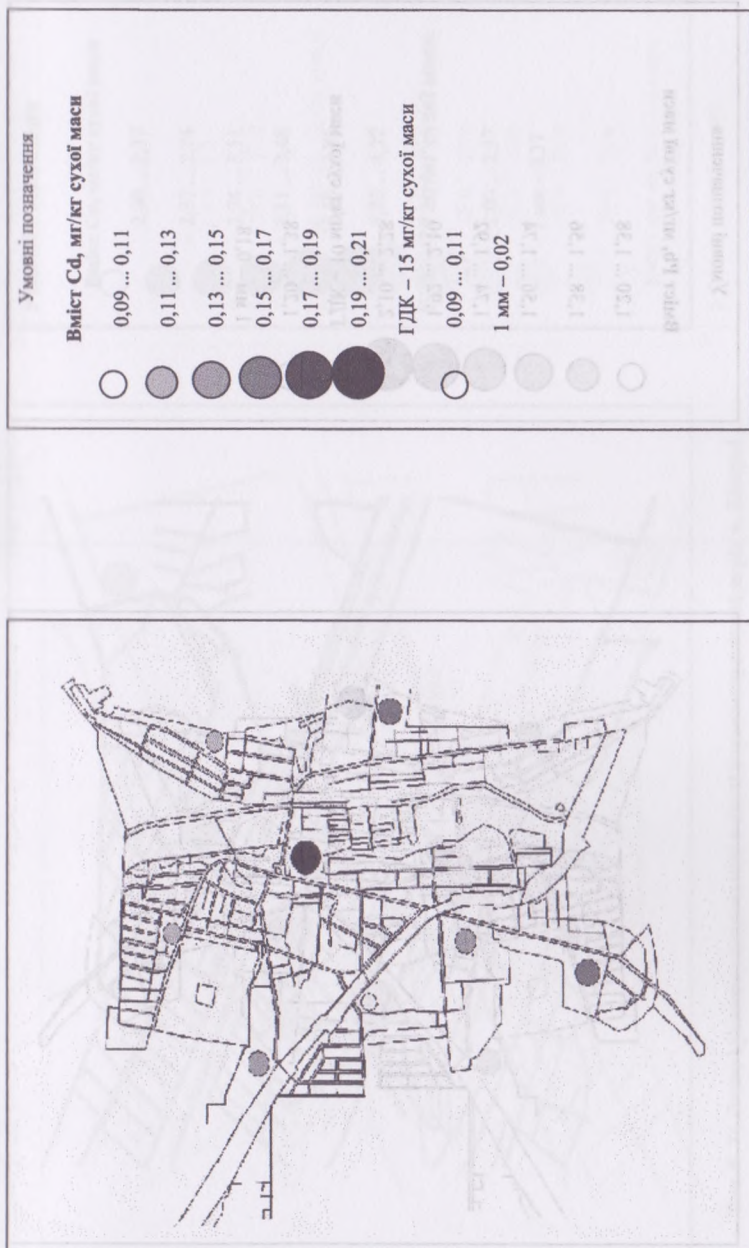 Умовні позначення
Вміст Cd, мг/кг сухої маси
0,09 ... 0,11
0,11 ... 0,13
0,13 ... 0,15
0,15 ... 0,17
0,17 ... 0,19
0,19 ... 0,21
ГДК – 15 мг/кг сухої маси
0,09 ... 0,11
1 мм – 0,02